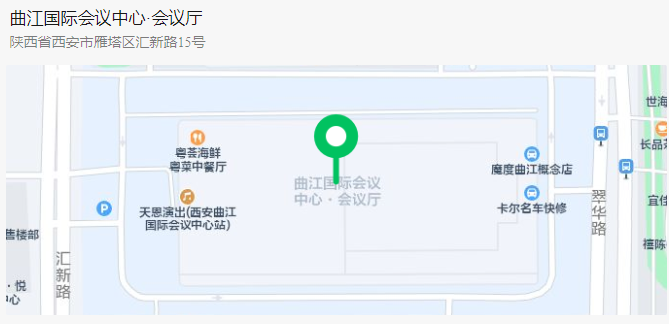 曲江国际会议中心·会议厅
陕西省西安市雁塔区汇新路15号
世海
粤荟海鲜
粤菜中餐厅
长品茶
魔度曲江概念店
曲江国际会议
中心·会议厅
P
天恩演出(西安曲江
国际会议中心站)
卡尔名车快修
宜佳
翠华路
售楼部
禧陈
汇新路
·悦
中心